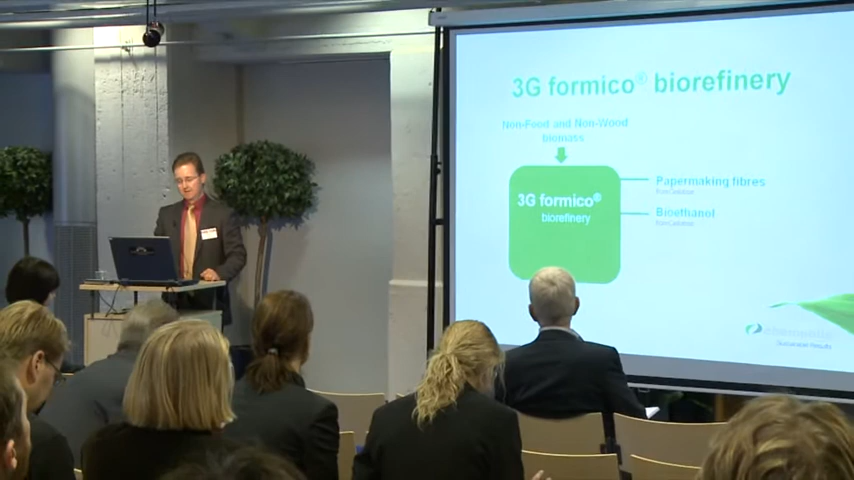 3G formico® biorefinery
Non-Food and Non-Wood
biomass
3G formico®
biorefinery
Papermaking fibres
Bioethanol